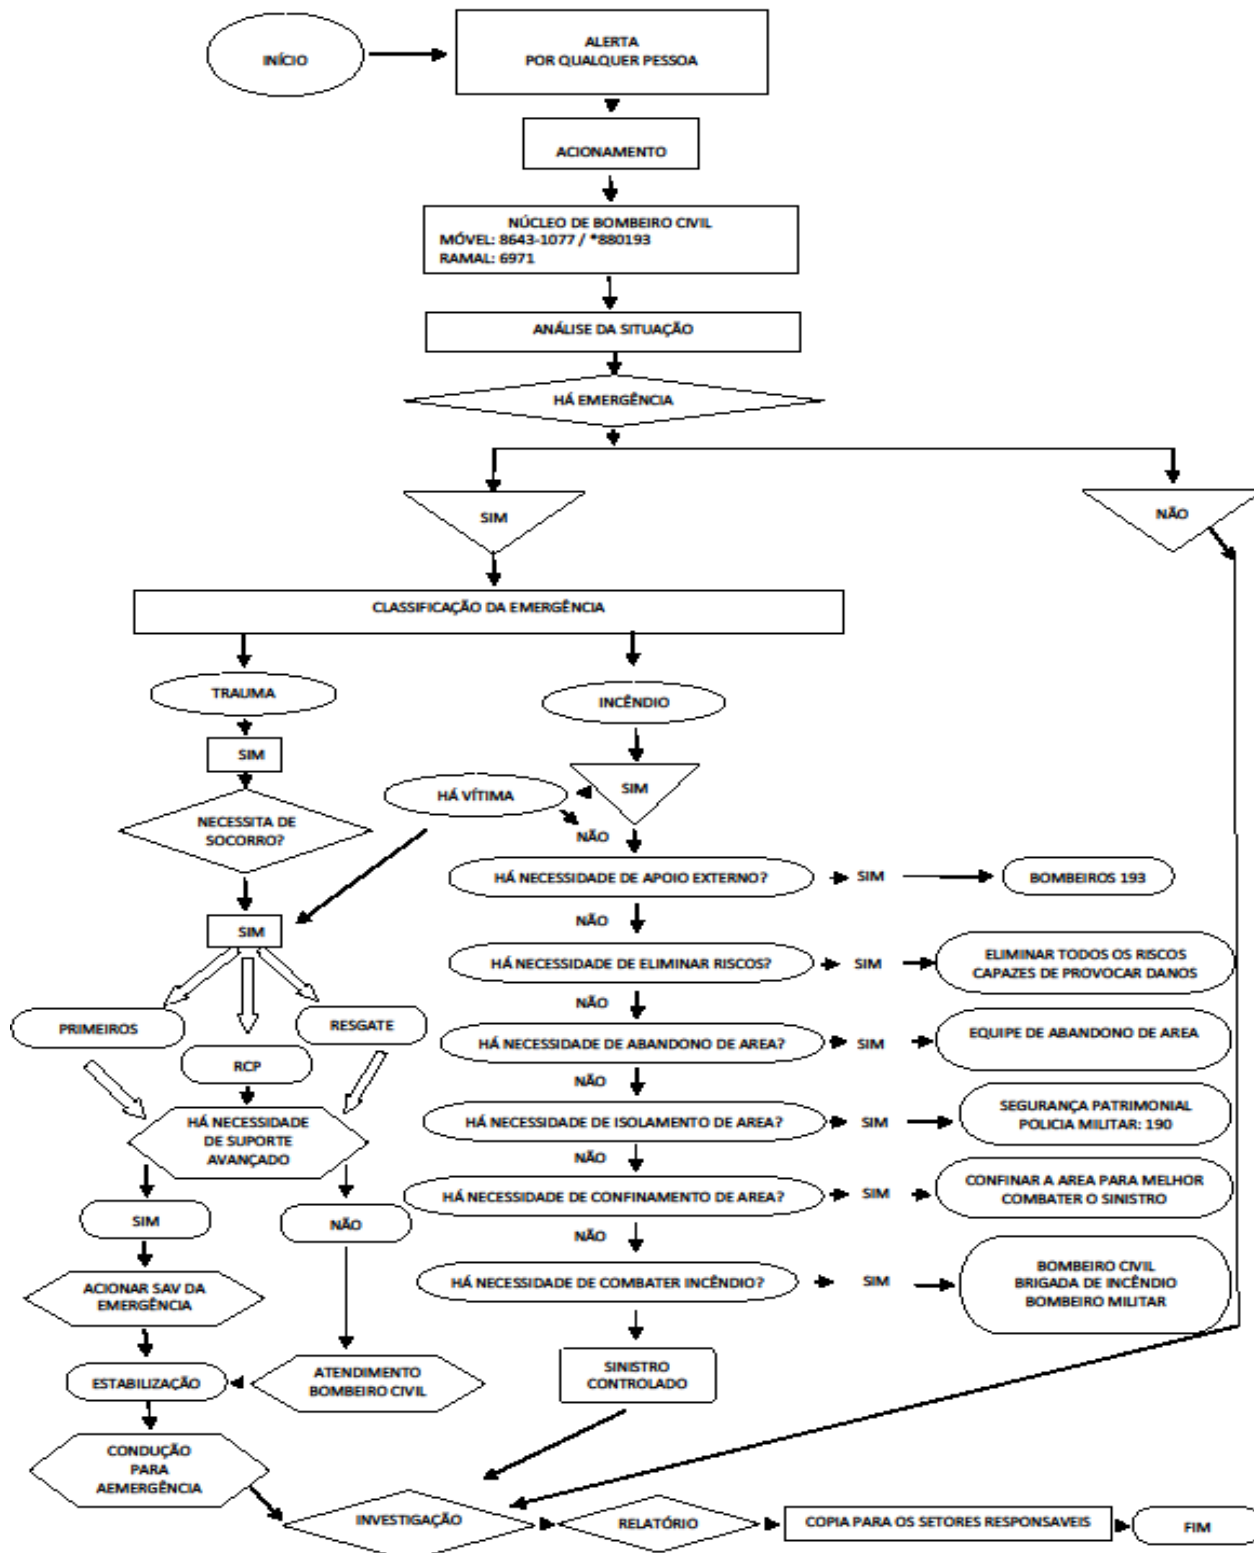 INÍCIO
ALERTA
POR QUALQUER PESSOA
ACIONAMENTO
NÚCLEO DE BOMBEIRO CIVIL
MÓVEL: 8643-1077 / *880193
RAMAL: 6971
ANÁLISE DA SITUAÇÃO
HÁ EMERGÊNCIA
SIM
NÃO
CLASSIFICAÇÃO DA EMERGÊNCIA
TRAUMA
INCÊNDIO
SIM
SIM
HÁ VÍTIMA
NÃO
NECESSITA DE
SOCORRO?
HÁ NECESSIDADE DE APOIO EXTERNO?
SIM
BOMBEIROS 193
NÃO
SIM
HÁ NECESSIDADE DE ELIMINAR RISCOS?
SIM
ELIMINAR TODOS OS RISCOS
CAPAZES DE PROVOCAR DANOS
NÃO
PRIMEIROS
RESGATE
RCP
HÁ NECESSIDADE DE ABANDONO DE AREA?
SIM
EQUIPE DE ABANDONO DE AREA
NÃO
HÁ NECESSIDADE
DE SUPORTE
AVANÇADO
HÁ NECESSIDADE DE ISOLAMENTO DE AREA?
SIM
SEGURANÇA PATRIMONIAL
POLICIA MILITAR: 190
NÃO
HÁ NECESSIDADE DE CONFINAMENTO DE AREA?
SIM
CONFINAR A AREA PARA MELHOR
COMBATER O SINISTRO
SIM
NÃO
NÃO
HÁ NECESSIDADE DE COMBATER INCÊNDIO?
SIM
BOMBEIRO CIVIL
BRIGADA DE INCÊNDIO
BOMBEIRO MILITAR
ACIONAR SAV DA
EMERGÊNCIA
ESTABILIZAÇÃO
ATENDIMENTO
BOMBEIRO CIVIL
SINISTRO
CONTROLADO
CONDUÇÃO
PARA
AEMERGÊNCIA
INVESTIGAÇÃO
RELATÓRIO
COPIA PARA OS SETORES RESPONSAVEIS
FIM